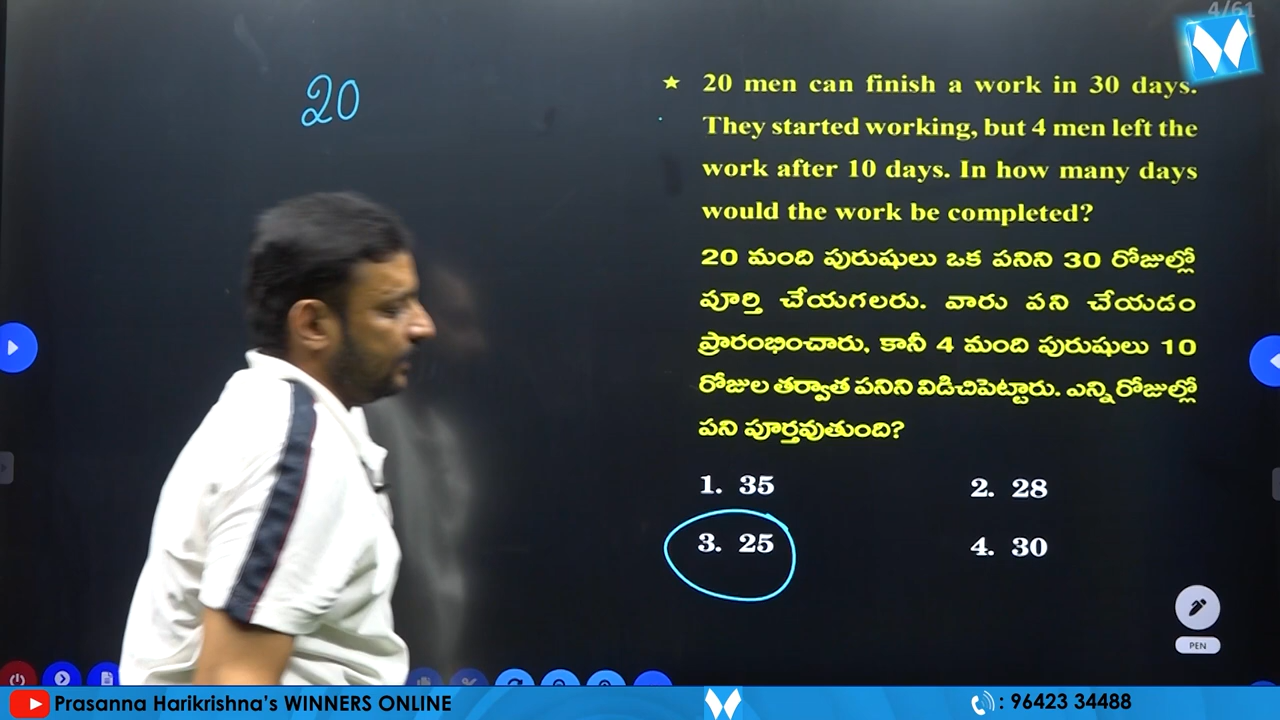 4/61
20
★ 20 men can finish a work in 30 days.
They started working, but 4 men left the
work after 10 days. In how many days
would the work be completed?
20 మంది పురుషులు ఒక పనిని 30 రోజుల్లో
పూర్తి చేయగలరు. వారు పని చేయడం
ప్రారంభించారు, కానీ 4 మంది పురుషులు 10
రోజుల తర్వాత పనిని విడిచిపెట్టారు. ఎన్ని రోజుల్లో
పని పూర్తవుతుంది?
1. 35 2. 28
3. 25 4. 30
PEN
Prasanna Harikrishna's WINNERS ONLINE : 96423 34488